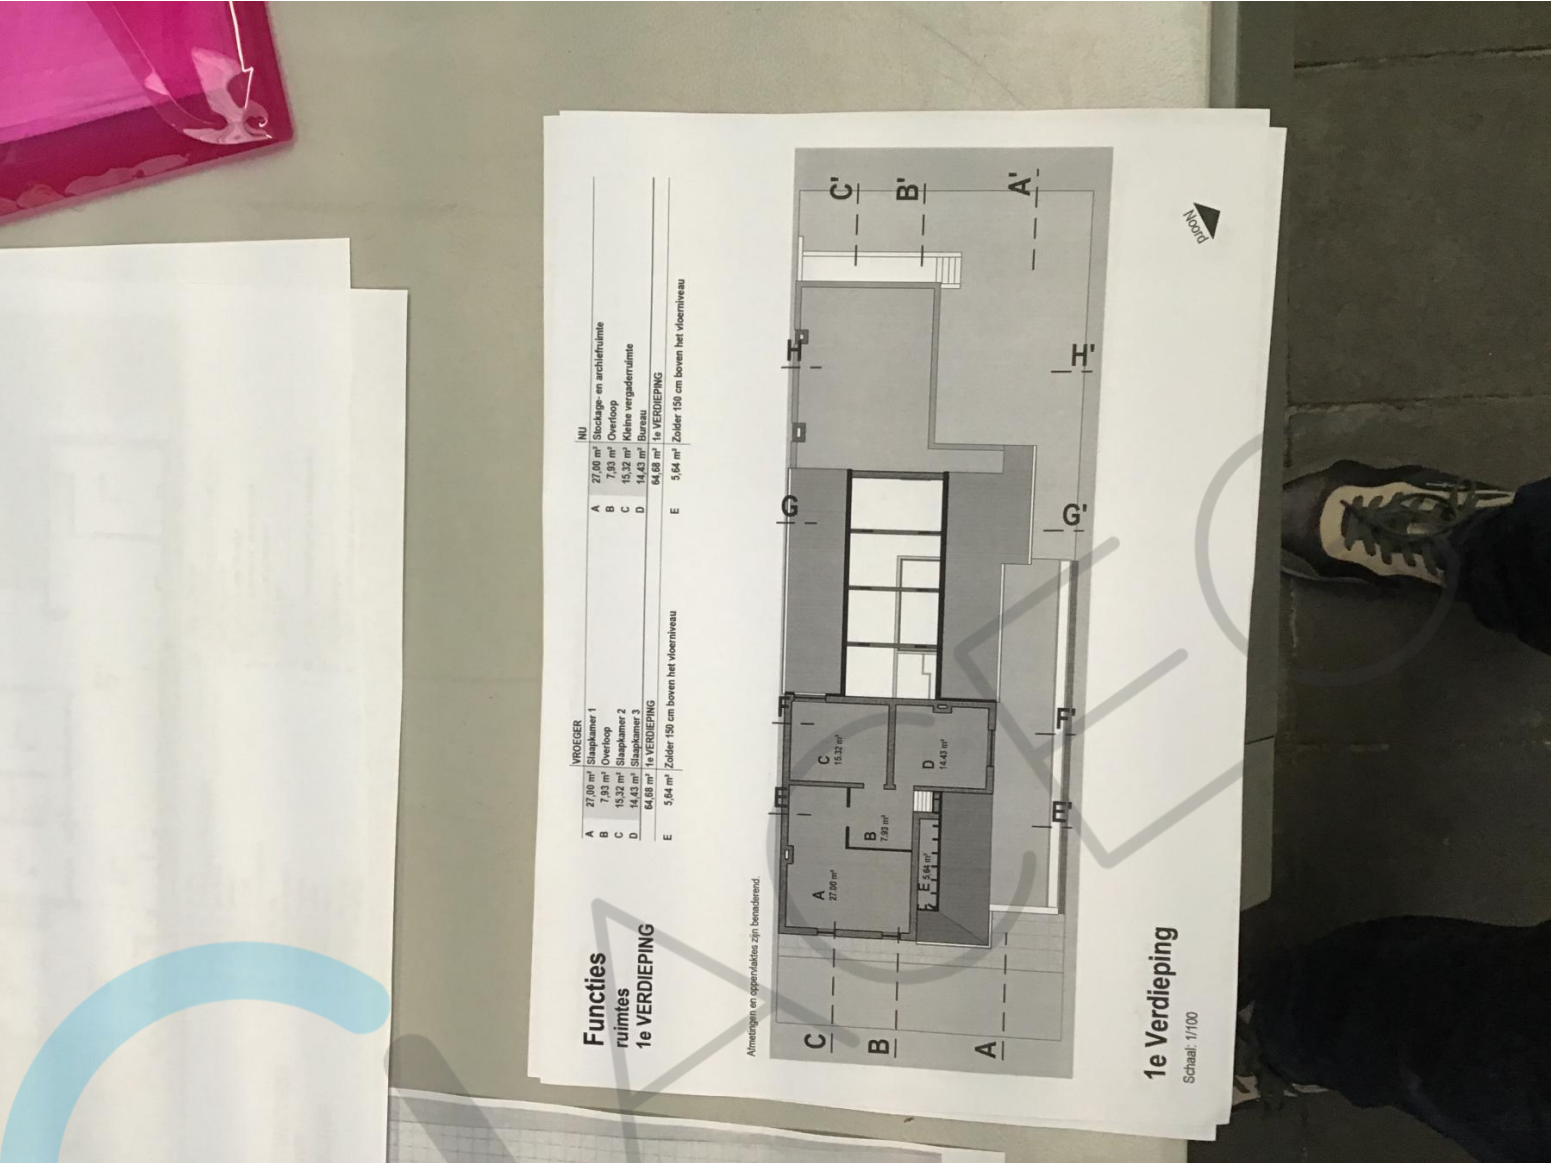 Functies
ruimtes
1e VERDIEPING
VROEGER
A 27,00 m² Slaapkamer 1
B 7,93 m² Overloop
C 15,32 m² Slaapkamer 2
D 14,43 m² Slaapkamer 3
64,68 m² 1e VERDIEPING
E 5,64 m² Zolder 150 cm boven het vloerniveau
NU
A 27,00 m² Stockage- en archiefruimte
B 7,93 m² Overloop
C 15,32 m² Kleine vergaderruimte
D 14,43 m² Bureau
64,68 m² 1e VERDIEPING
E 5,64 m² Zolder 150 cm boven het vloerniveau
Afmetingen en oppervlaktes zijn benaderend.
E
F
G
H
C
C'
B
B'
A
A'
A
27.00 m²
B
7.93 m²
C
15.32 m²
D
14.43 m²
E 5.64 m²
E'
F'
G'
H'
1e Verdieping
Schaal: 1/100
Noord